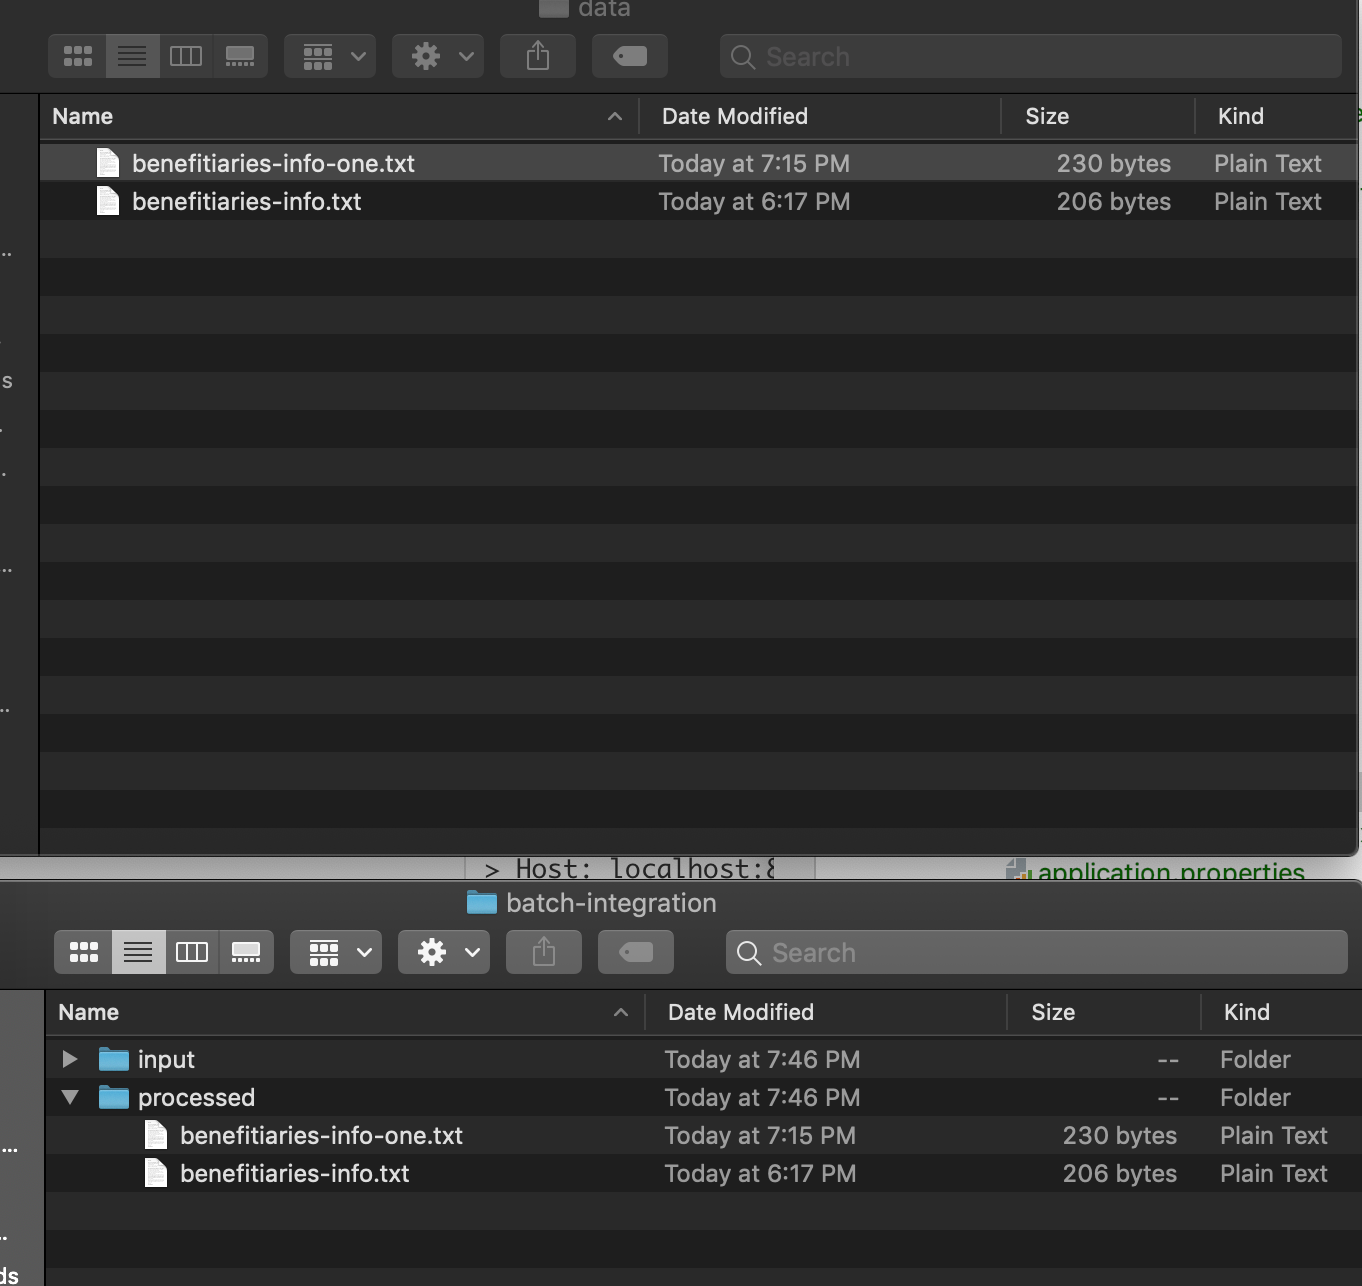 data
Search
Name Date Modified Size Kind
benefitiaries-info-one.txt Today at 7:15 PM 230 bytes Plain Text
benefitiaries-info.txt Today at 6:17 PM 206 bytes Plain Text
..
s
...
..
> Host: localhost:8
application.properties
batch-integration
Search
Name Date Modified Size Kind
input Today at 7:46 PM -- Folder
processed Today at 7:46 PM -- Folder
benefitiaries-info-one.txt Today at 7:15 PM 230 bytes Plain Text
...
benefitiaries-info.txt Today at 6:17 PM 206 bytes Plain Text
..
ds